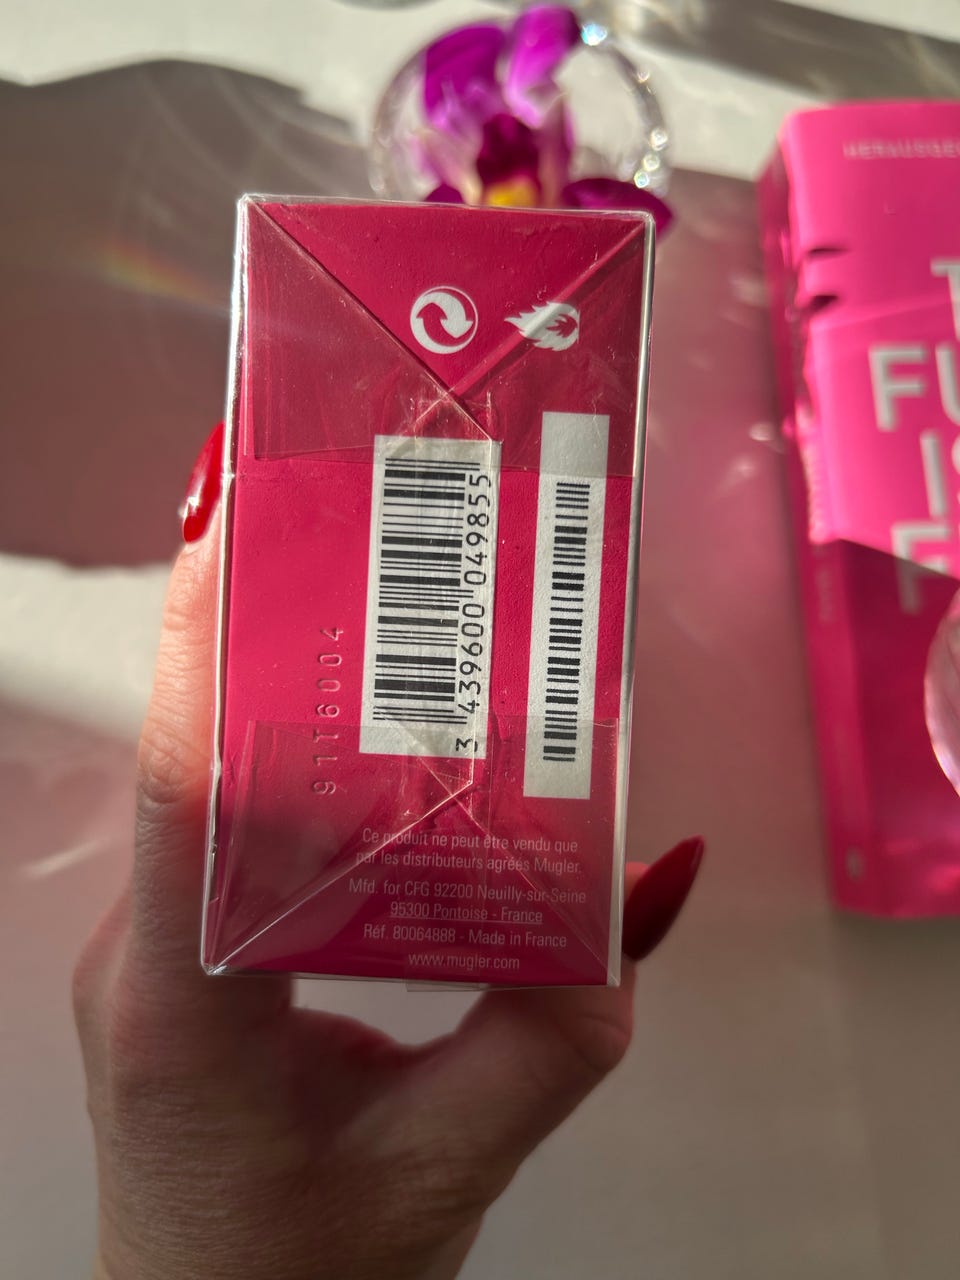 3 439600 049855
91T6004
Ce produit ne peut être vendu que
par les distributeurs agréés Mugler.
Mfd. for CFG 92200 Neuilly-sur-Seine
95300 Pontoise - France
Réf. 80064888 - Made in France
www.mugler.com